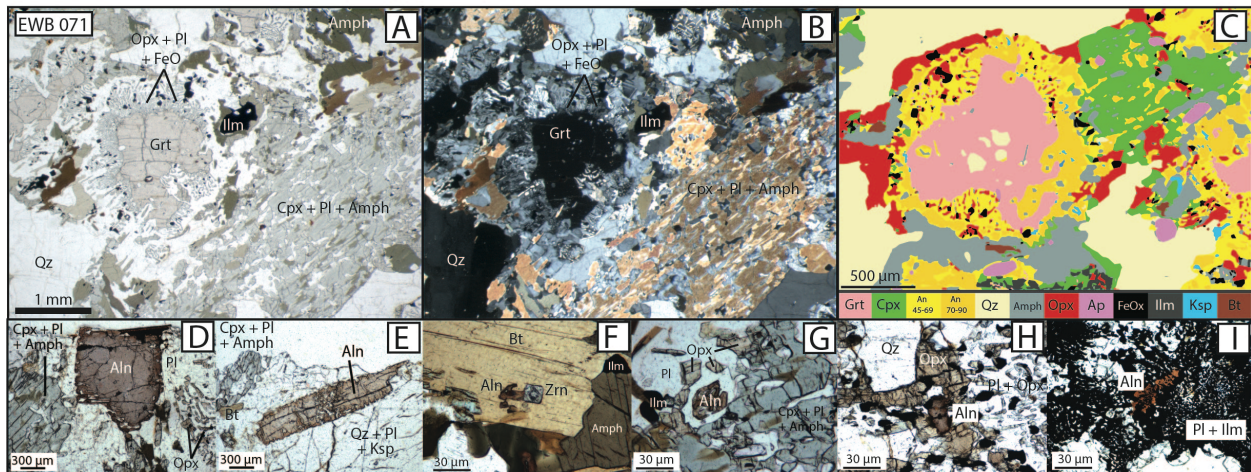 EWB 071
Opx + Pl
+ FeO
Amph
A
Ilm
Grt
Cpx + Pl + Amph
Qz
1 mm
Opx + Pl
+ FeO
Amph
B
Ilm
Grt
Cpx + Pl + Amph
Qz
C
500 µm
Grt
Cpx
An
45-69
An
70-90
Qz
Amph
Opx
Ap
FeOx
Ilm
Ksp
Bt
Cpx + Pl
+ Amph
D
Pl
Aln
Opx
300 µm
Cpx + Pl
+ Amph
E
Aln
Bt
Qz + Pl
+ Ksp
300 µm
F
Bt
Ilm
Aln
Zrn
Amph
30 µm
G
Opx
Pl
Aln
Ilm
Cpx + Pl
+ Amph
30 µm
H
Qz
Opx
Pl + Opx
Aln
30 µm
I
Aln
Pl + Ilm
30 µm